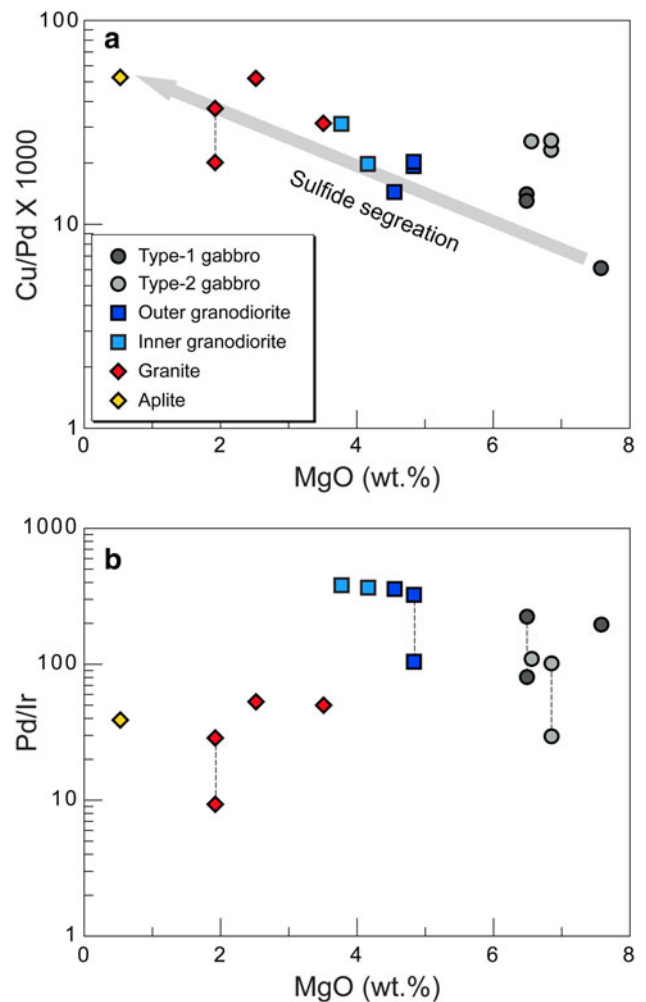 a
100
10
1
Cu/Pd X 1000
Sulfide segreation
Type-1 gabbro
Type-2 gabbro
Outer granodiorite
Inner granodiorite
Granite
Aplite
0 2 4 6 8
MgO (wt.%)
b
1000
100
10
1
Pd/Ir
0 2 4 6 8
MgO (wt.%)